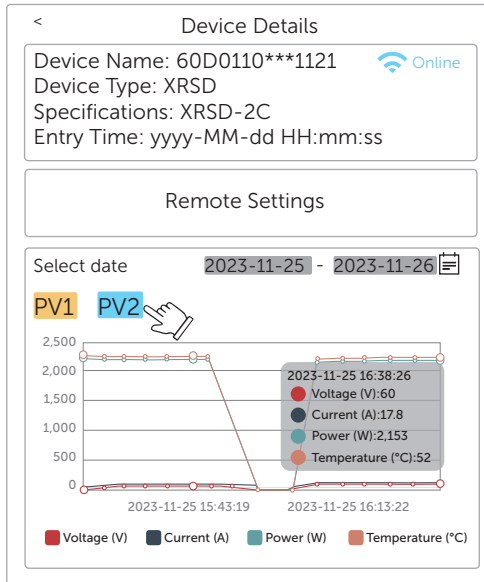 <
Device Details
Device Name: 60D0110***1121
Online
Device Type: XRSD
Specifications: XRSD-2C
Entry Time: yyyy-MM-dd HH:mm:ss
Remote Settings
Select date 2023-11-25 - 2023-11-26
PV1 PV2
2,500
2,000
1,500
1,000
500
0
2023-11-25 16:38:26
Voltage (V):60
Current (A):17.8
Power (W):2,153
Temperature (°C):52
2023-11-25 15:43:19 2023-11-25 16:13:22
Voltage (V) Current (A) Power (W) Temperature (°C)